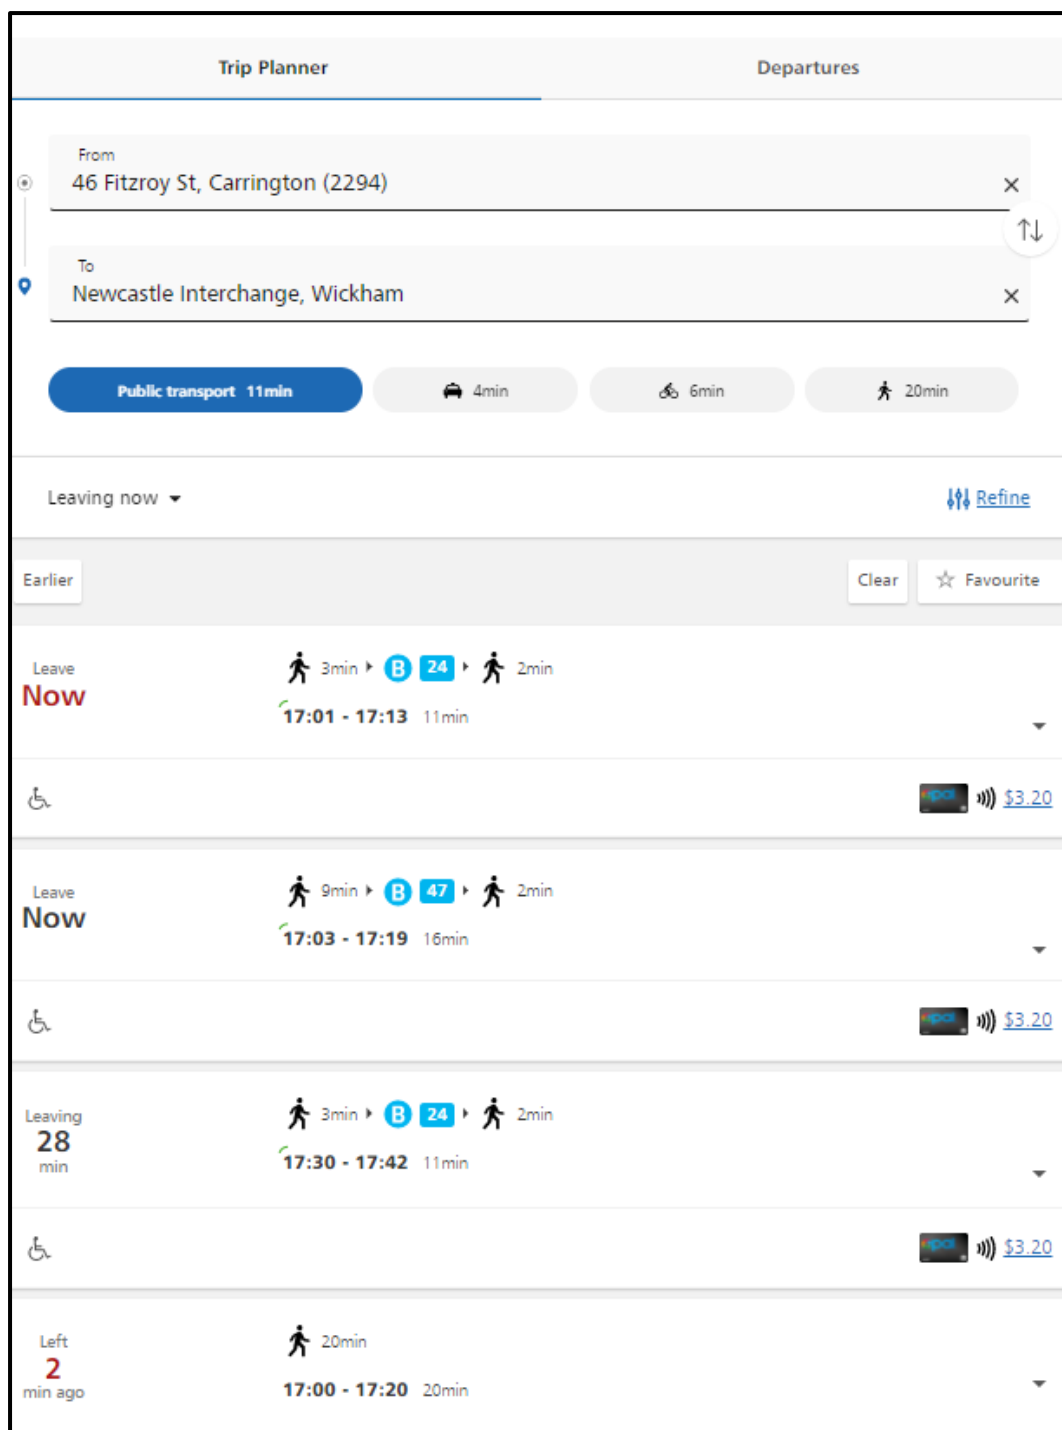 Trip Planner Departures
From
46 Fitzroy St, Carrington (2294)
To
Newcastle Interchange, Wickham
Public transport 11min 4min 6min 20min
Leaving now Refine
Earlier Clear Favourite
Leave
Now
3min B 24 2min
17:01 - 17:13 11min
opal $3.20
Leave
Now
9min B 47 2min
17:03 - 17:19 16min
opal $3.20
Leaving
28
min
3min B 24 2min
17:30 - 17:42 11min
opal $3.20
Left
2
min ago
20min
17:00 - 17:20 20min